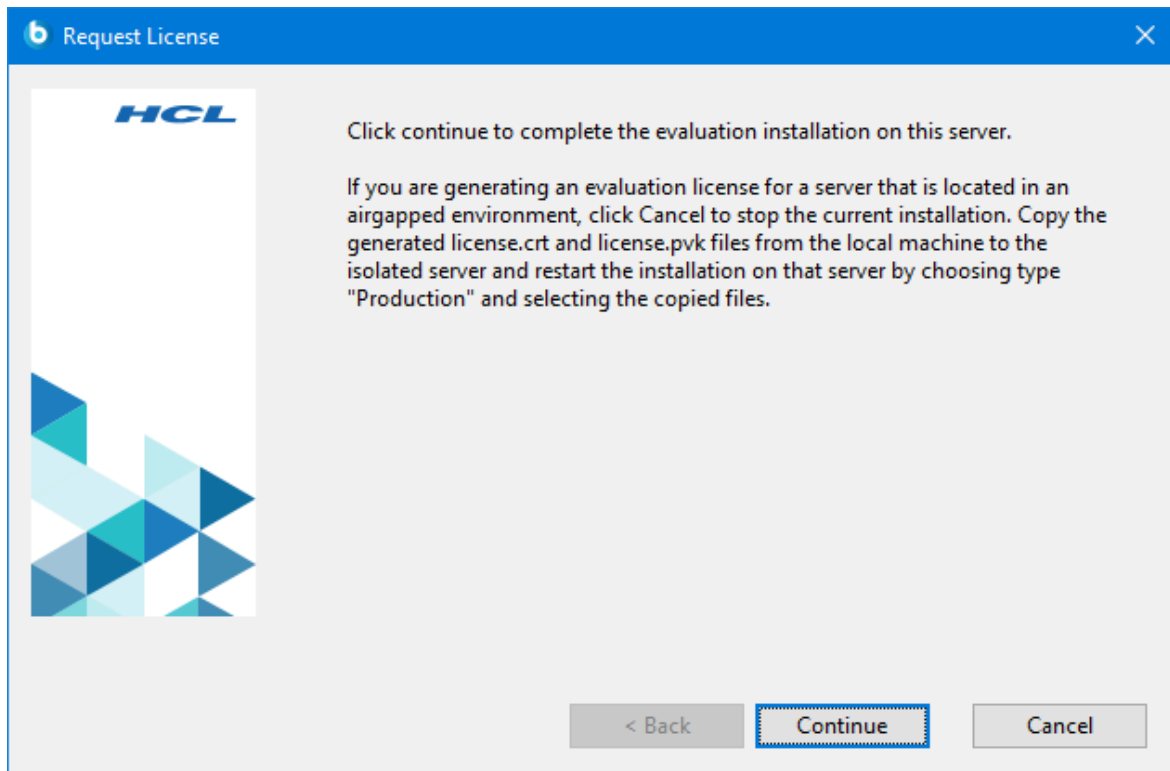 Request License
HCL
Click continue to complete the evaluation installation on this server.
If you are generating an evaluation license for a server that is located in an
airgapped environment, click Cancel to stop the current installation. Copy the
generated license.crt and license.pvk files from the local machine to the
isolated server and restart the installation on that server by choosing type
"Production" and selecting the copied files.
< Back
Continue
Cancel